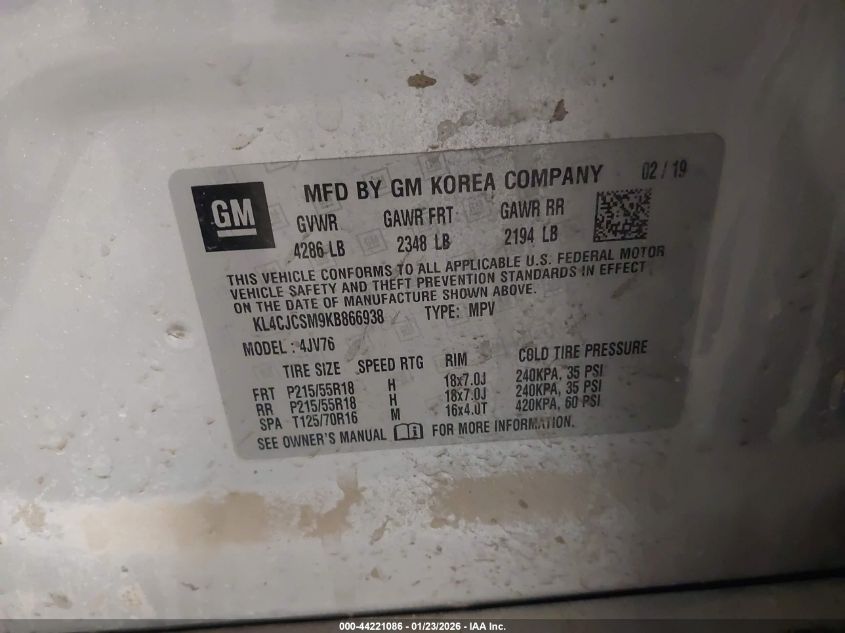 GM
MFD BY GM KOREA COMPANY 02 / 19
GVWR GAWR FRT GAWR RR
4286 LB 2348 LB 2194 LB
THIS VEHICLE CONFORMS TO ALL APPLICABLE U.S. FEDERAL MOTOR
VEHICLE SAFETY AND THEFT PREVENTION STANDARDS IN EFFECT
ON THE DATE OF MANUFACTURE SHOWN ABOVE.
KL4CJCSM9KB866938 TYPE: MPV
MODEL : 4JV76
TIRE SIZE SPEED RTG RIM COLD TIRE PRESSURE
FRT P215/55R18 H 18x7.0J 240KPA, 35 PSI
RR P215/55R18 H 18x7.0J 240KPA, 35 PSI
SPA T125/70R16 M 16x4.0T 420KPA, 60 PSI
SEE OWNER'S MANUAL FOR MORE INFORMATION.
000-44221086 - 01/23/2026 - IAA Inc.